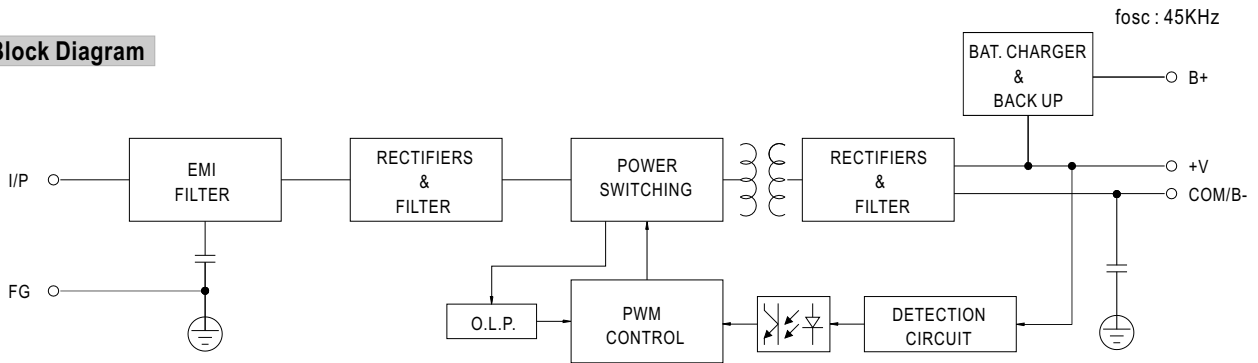 fosc : 45KHz
Block Diagram
BAT. CHARGER
&
BACK UP
B+
I/P
EMI
FILTER
RECTIFIERS
&
FILTER
POWER
SWITCHING
RECTIFIERS
&
FILTER
+V
COM/B-
FG
O.L.P.
PWM
CONTROL
DETECTION
CIRCUIT